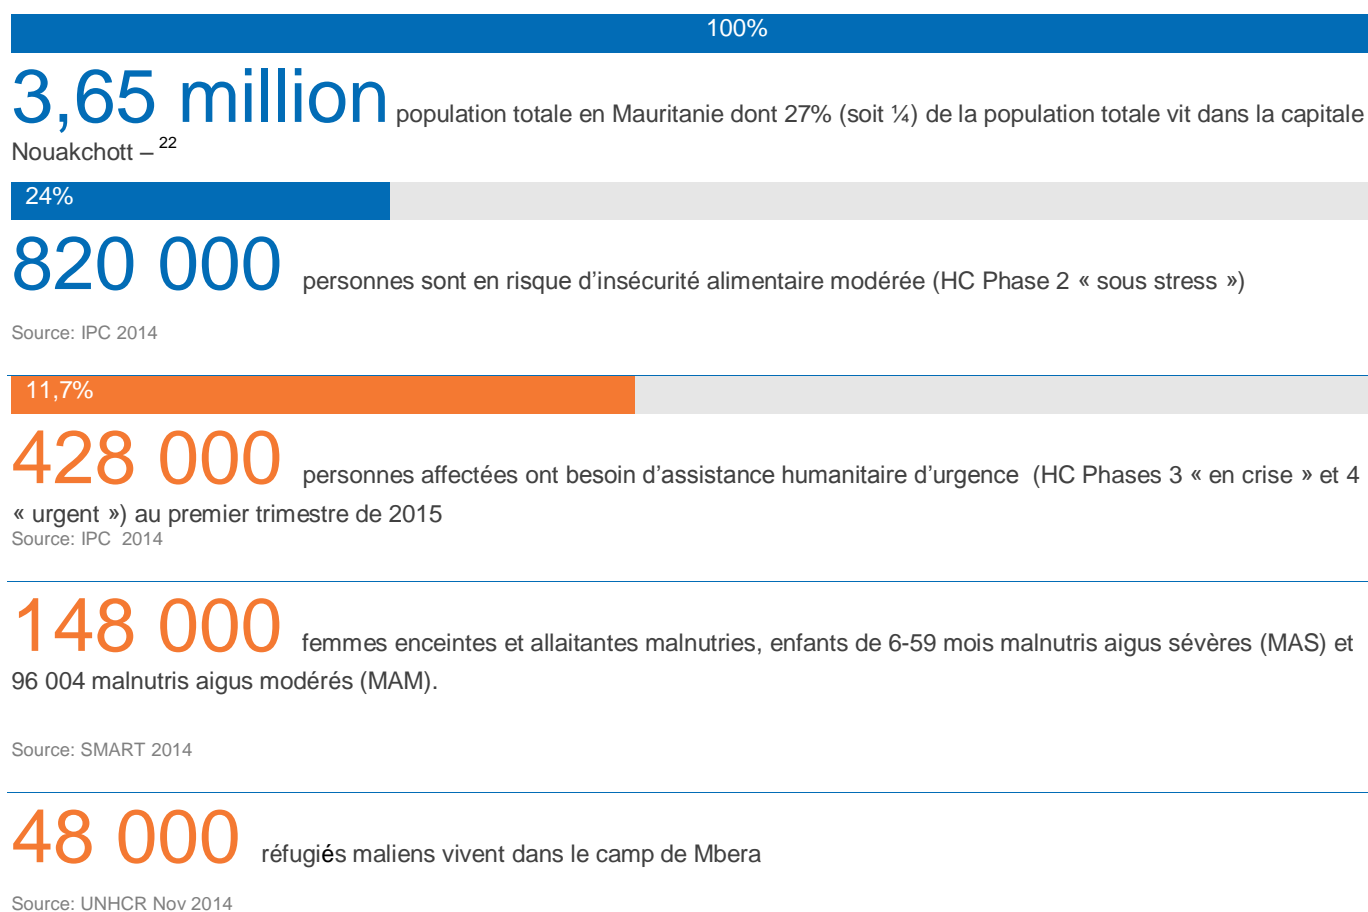 100%
3,65 million population totale en Mauritanie dont 27% (soit ¼) de la population totale vit dans la capitale
Nouakchott – 22
24%
820 000 personnes sont en risque d’insécurité alimentaire modérée (HC Phase 2 « sous stress »)
Source: IPC 2014
11,7%
428 000 personnes affectées ont besoin d’assistance humanitaire d’urgence (HC Phases 3 « en crise » et 4
« urgent ») au premier trimestre de 2015
Source: IPC 2014
148 000 femmes enceintes et allaitantes malnutries, enfants de 6-59 mois malnutris aigus sévères (MAS) et
96 004 malnutris aigus modérés (MAM).
Source: SMART 2014
48 000 réfugiés maliens vivent dans le camp de Mbera
Source: UNHCR Nov 2014